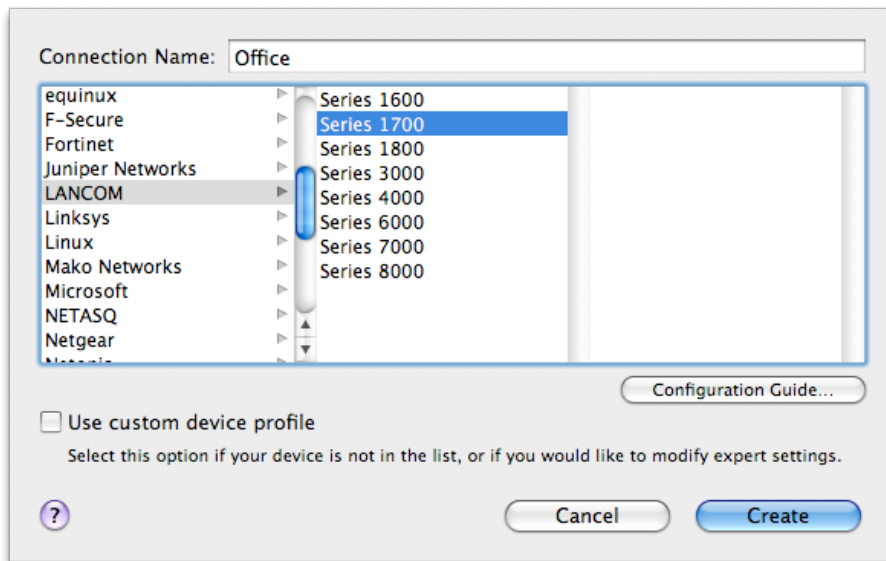 Connection Name: Office
equinux
F-Secure
Fortinet
Juniper Networks
LANCOM
Linksys
Linux
Mako Networks
Microsoft
NETASQ
Netgear
Series 1600
Series 1700
Series 1800
Series 3000
Series 4000
Series 6000
Series 7000
Series 8000
Configuration Guide...
Use custom device profile
Select this option if your device is not in the list, or if you would like to modify expert settings.
?
Cancel
Create